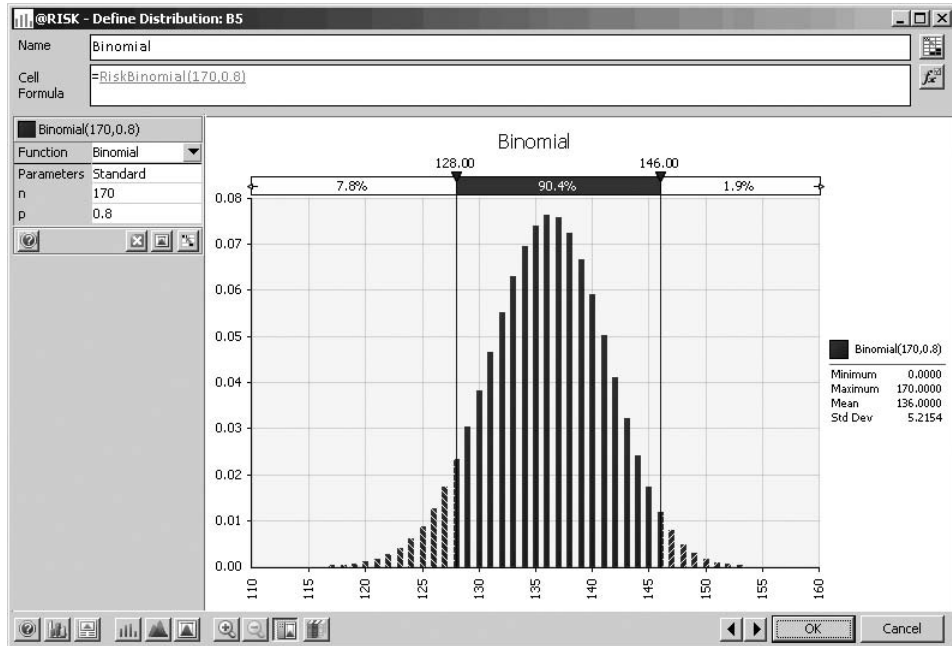 @RISK - Define Distribution: B5
Name Binomial
Cell Formula =RiskBinomial(170,0.8)
Binomial(170,0.8)
Function Binomial
Parameters Standard
n 170
p 0.8
Binomial
128.00 146.00
7.8% 90.4% 1.9%
0.08
0.07
0.06
0.05
0.04
0.03
0.02
0.01
0.00
110 115 120 125 130 135 140 145 150 155 160
Binomial(170,0.8)
Minimum 0.0000
Maximum 170.0000
Mean 136.0000
Std Dev 5.2154
OK Cancel